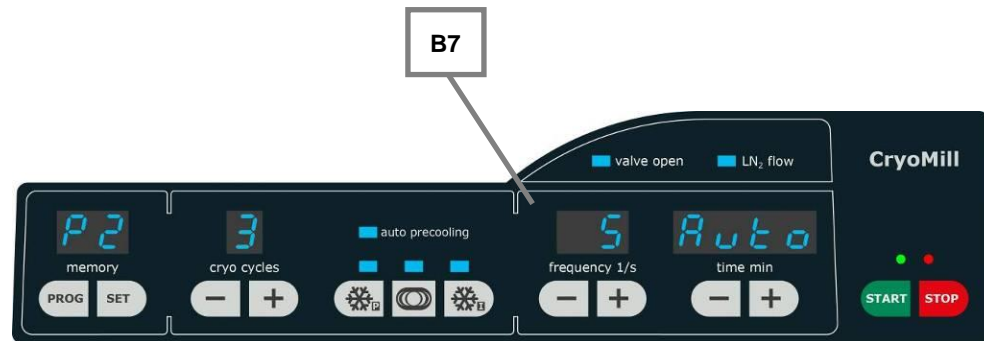 B7
valve open
LN₂ flow
CryoMill
P2
3
auto precooling
5
Auto
memory
cryo cycles
frequency 1/s
time min
PROG
SET
−
+
P
I
−
+
−
+
START
STOP